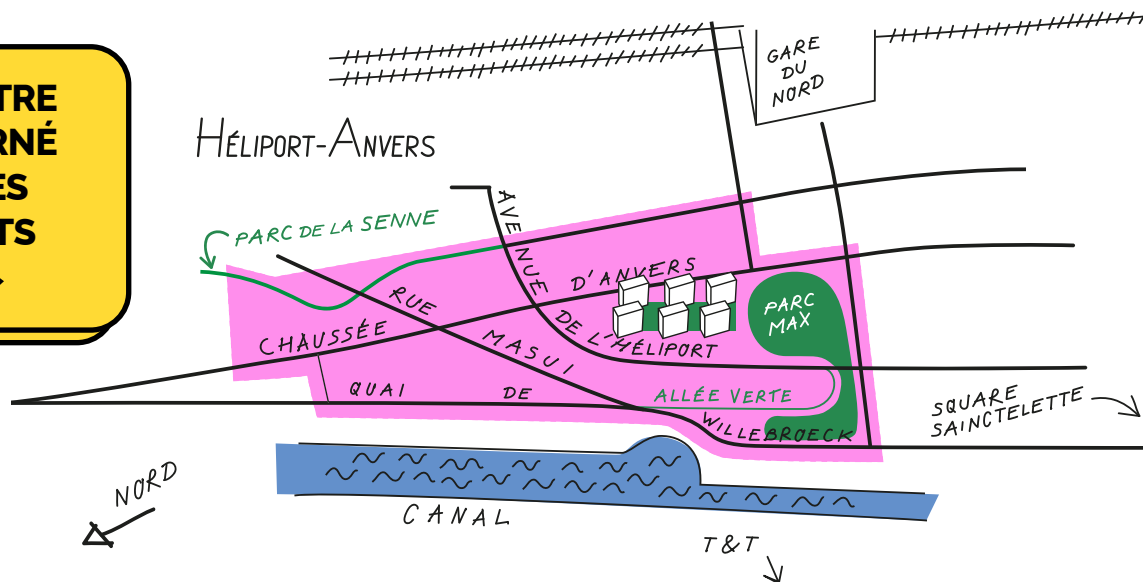 TRE
RNÉ
ES
TS
GARE
DU
NORD
HÉLIPORT-ANVERS
PARC DE LA SENNE
AVENUE DE L'HÉLIPORT
CHAUSSÉE D'ANVERS
RUE MASUI
PARC
MAX
ALLÉE VERTE
QUAI DE WILLEBROECK
SQUARE
SAINCTELETTE
NORD
CANAL
T&T